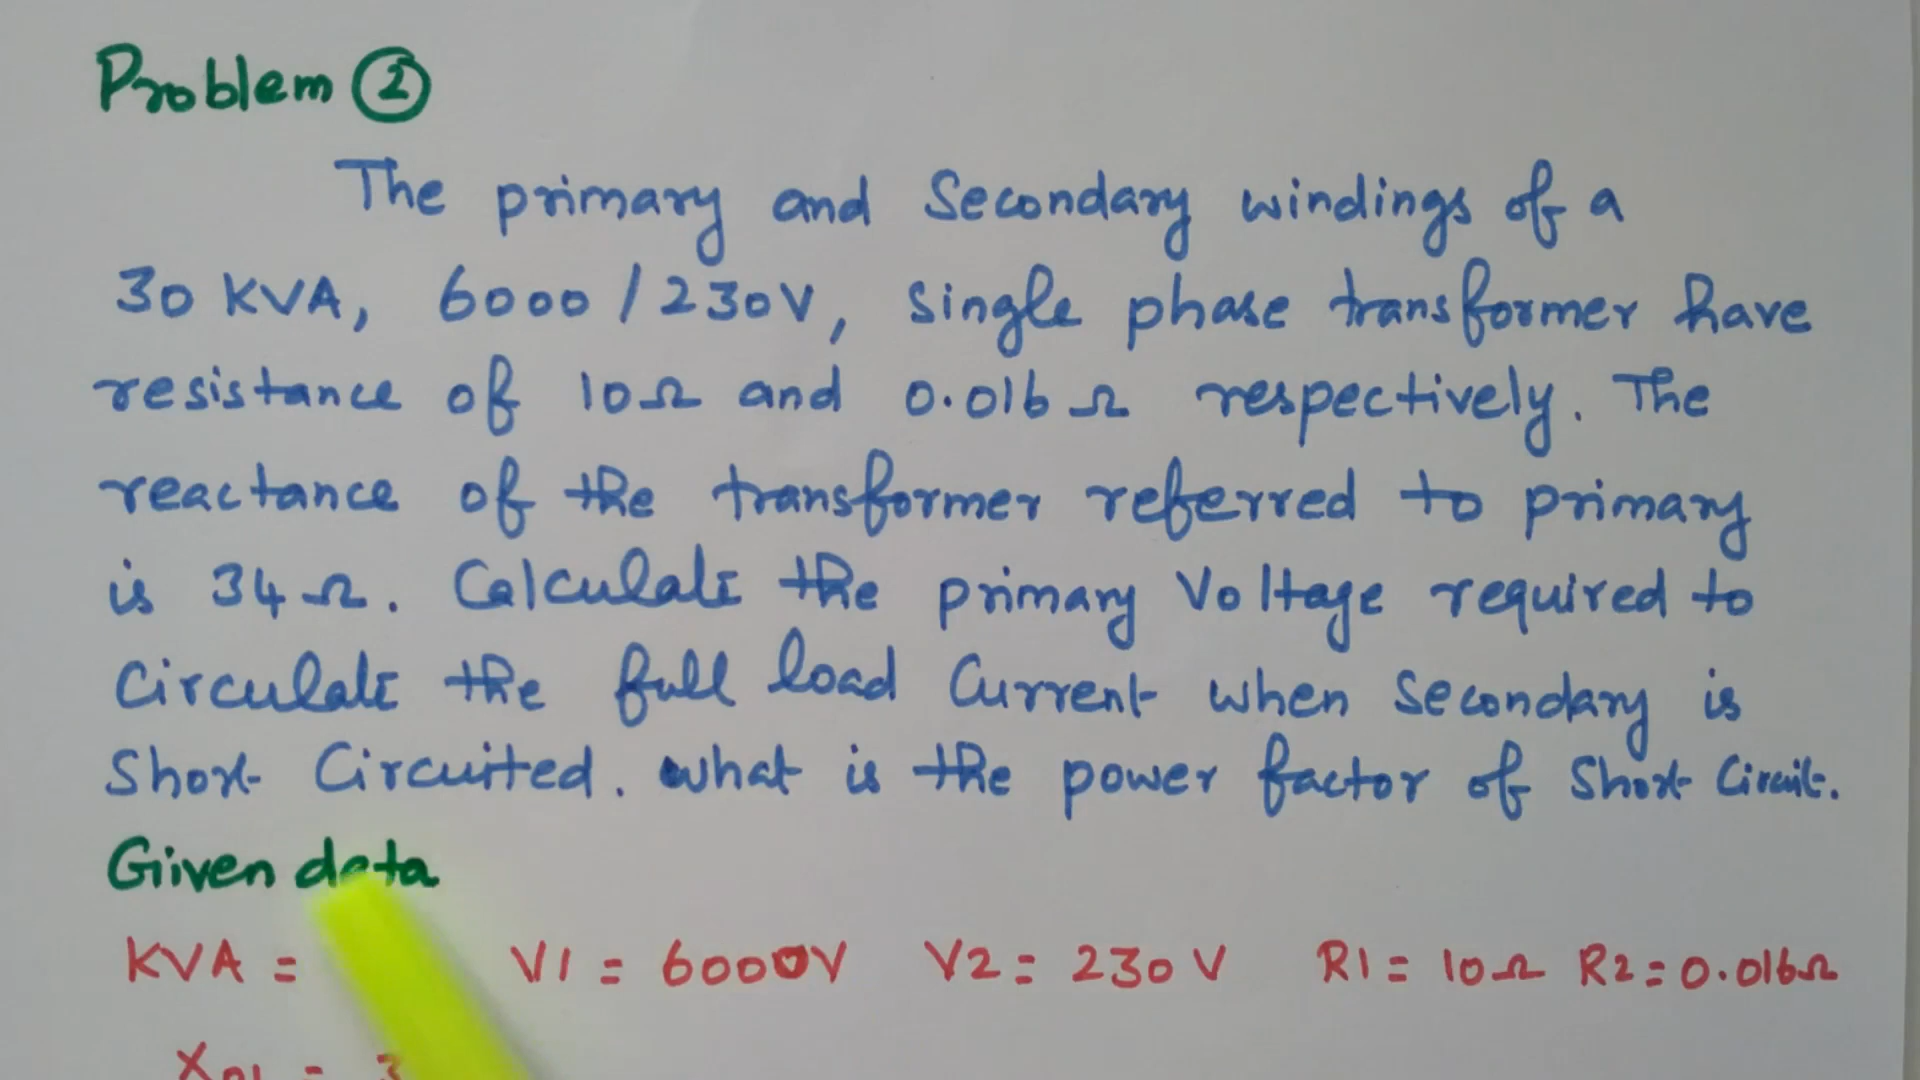 Problem ②
The primary and Secondary windings of a
30 KVA, 6000 / 230V, Single phase transformer have
resistance of 10Ω and 0.016Ω respectively. The
reactance of the transformer referred to primary
is 34Ω. Calculate the primary Voltage required to
Circulate the full load Current when Secondary is
Short Circuited. what is the power factor of Short Circuit.
Given data
KVA = V1 = 6000V V2 = 230V R1 = 10Ω R2 = 0.016Ω
= 3